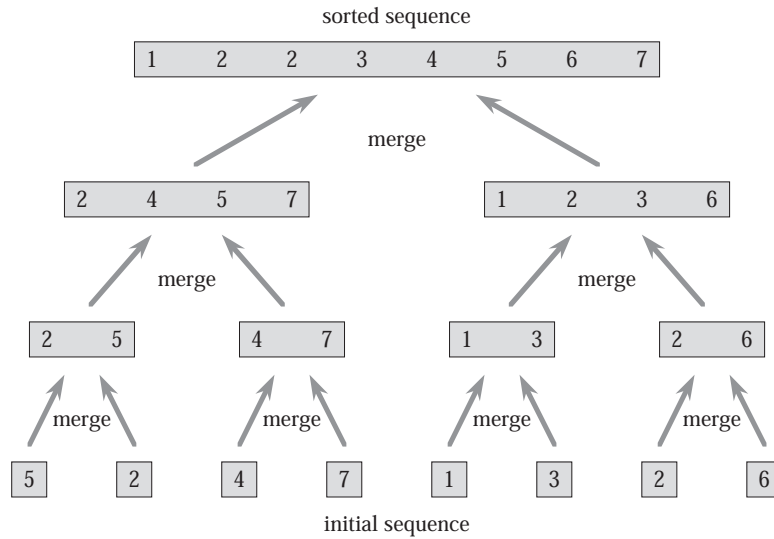 sorted sequence
1 2 2 3 4 5 6 7
merge
2 4 5 7 1 2 3 6
merge merge
2 5 4 7 1 3 2 6
merge merge merge merge
5 2 4 7 1 3 2 6
initial sequence